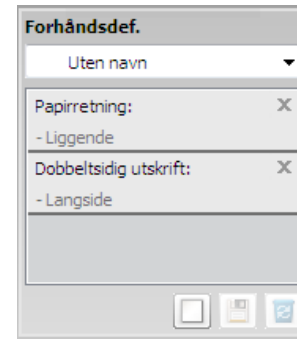 Forhåndsdef.
Uten navn
Papirretning:
- Liggende
Dobbeltsidig utskrift:
- Langside